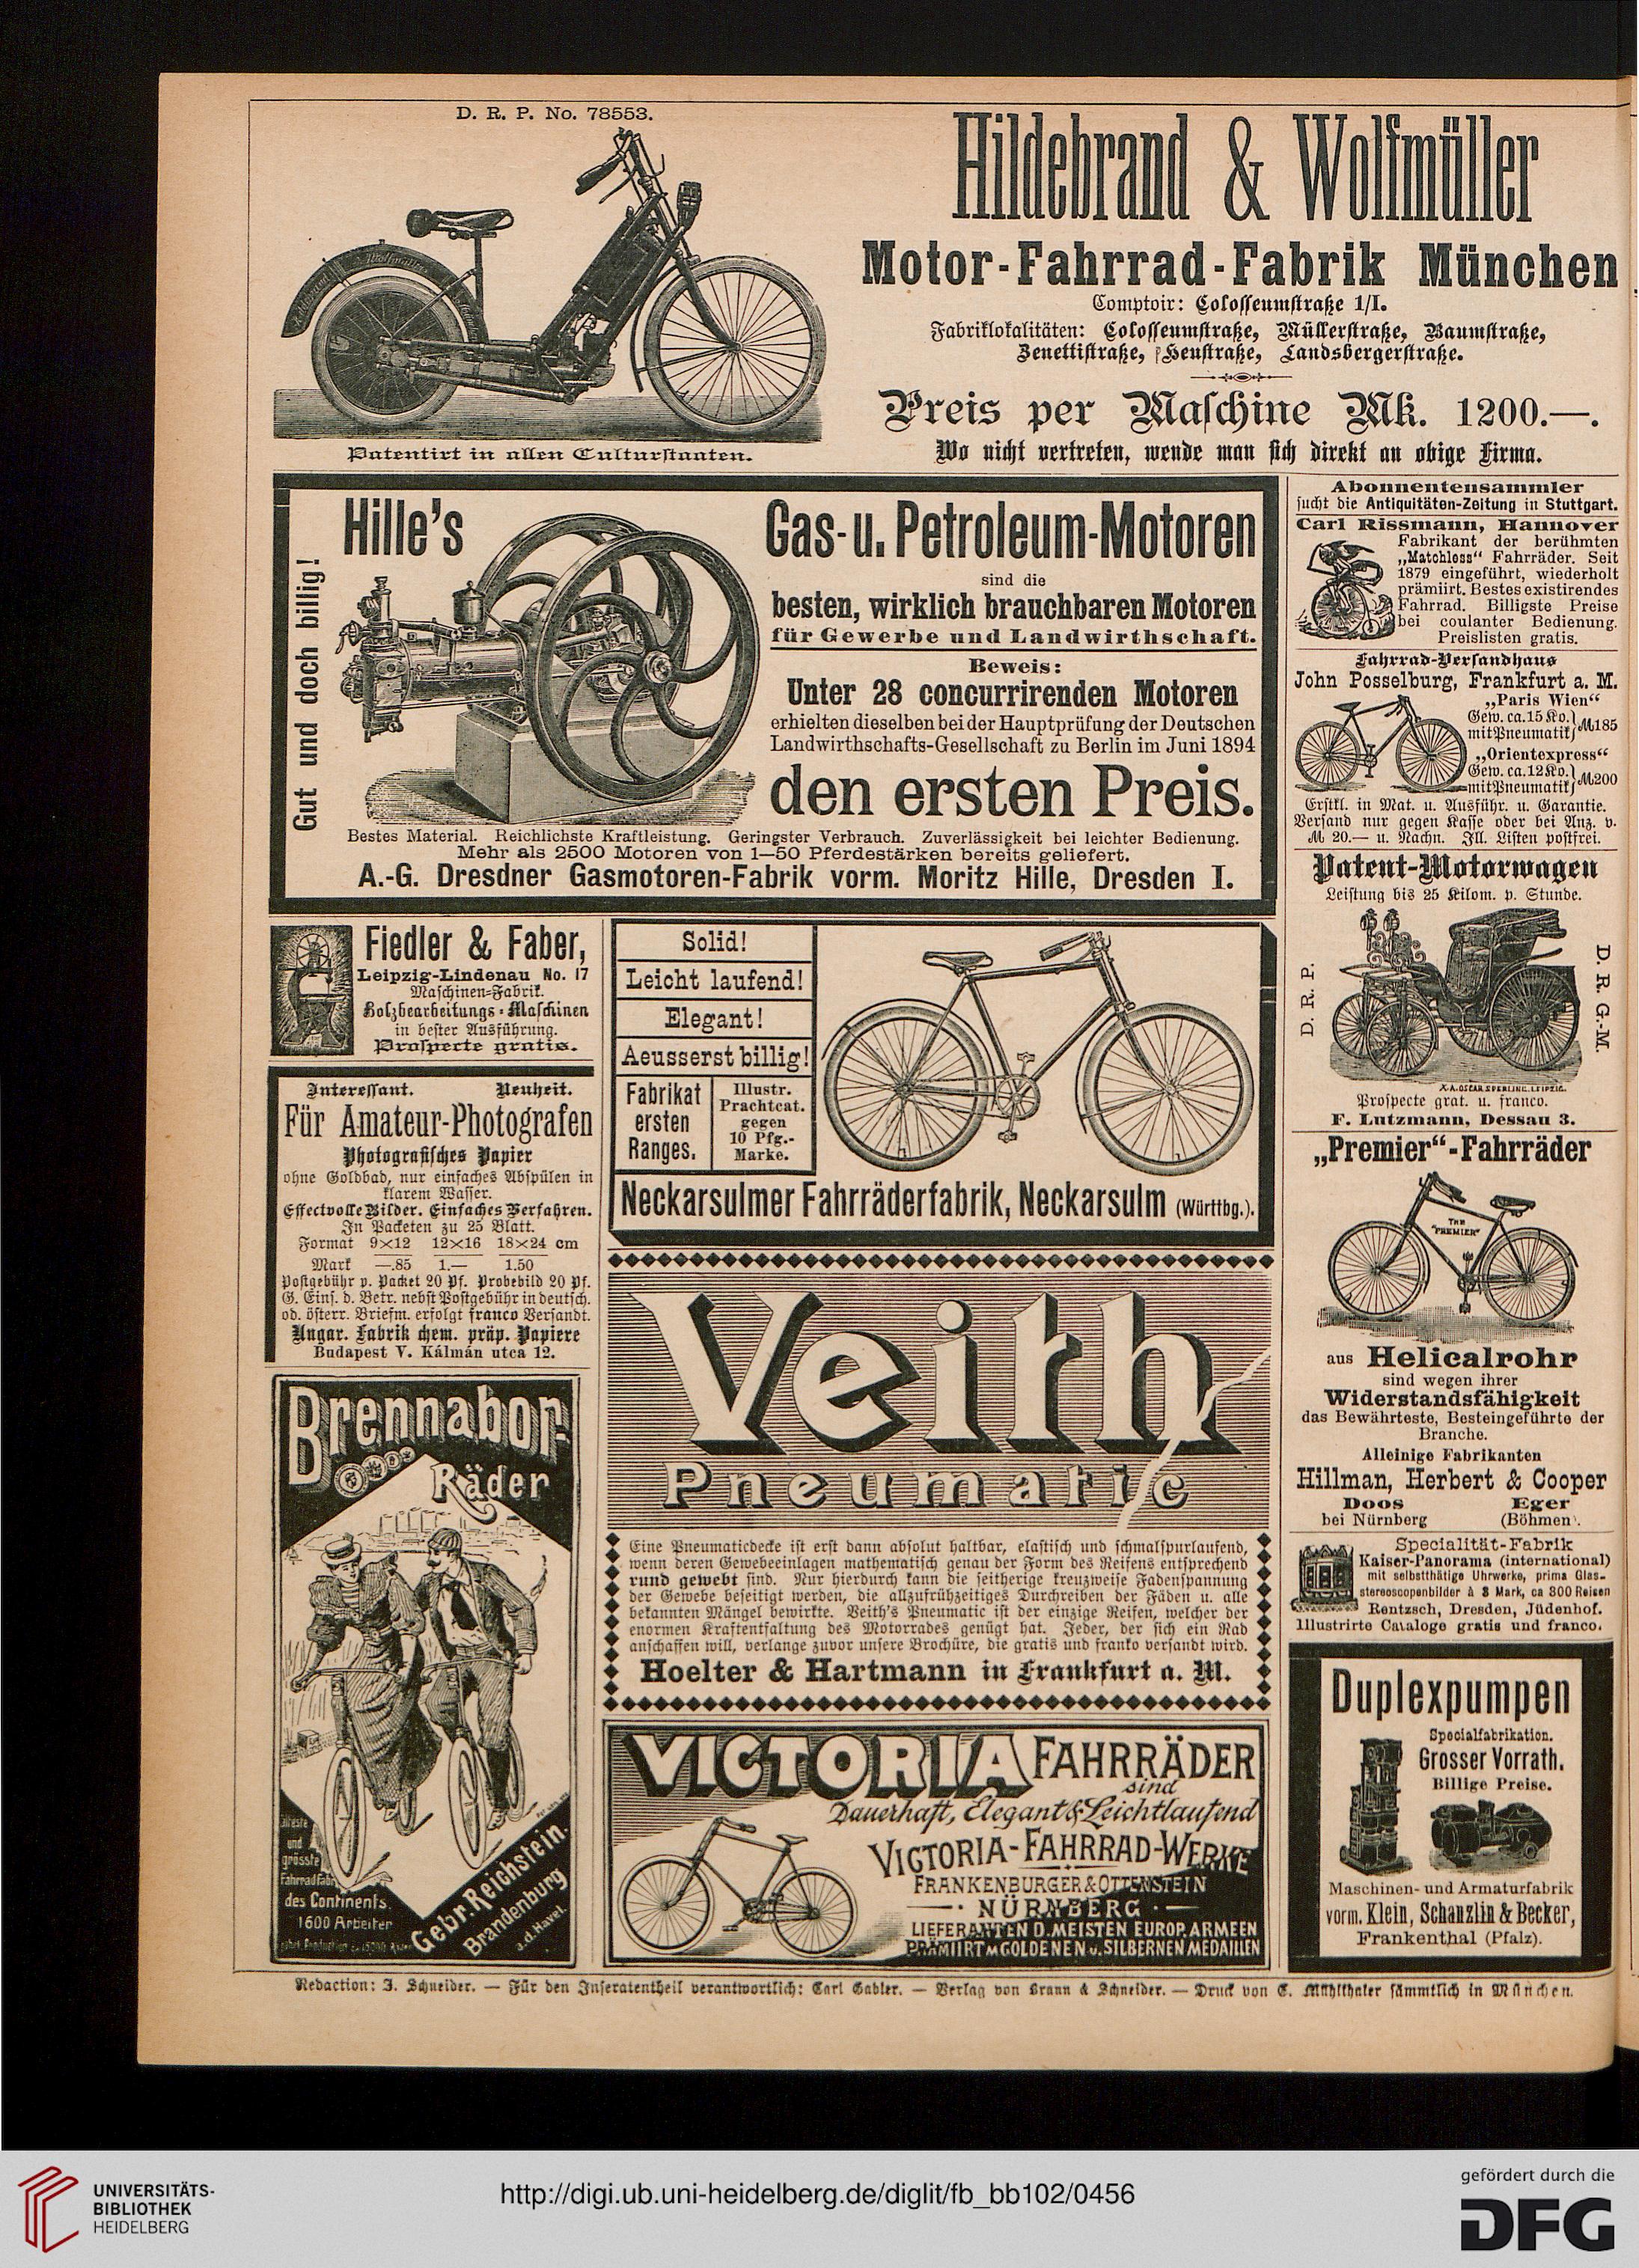 D. R. P. No. 78553.
Patentirt in allen Culturstaaten.
Hildebrand & Wolfmüller
Motor-Fahrrad-Fabrik München
Comptoir: Colosseumstraße 1/I.
Fabriklokalitäten: Colosseumstraße, Müllerstraße, Baumstraße,
Zenettistraße, Heustraße, Landsbergerstraße.
Preis per Maschine Mk. 1200.—.
Wo nicht vertreten, wende man sich direkt an obige Firma.
Gut und doch billig!
Hille's
Gas- u. Petroleum-Motoren
sind die
besten, wirklich brauchbaren Motoren
für Gewerbe und Landwirthschaft.
Beweis:
Unter 28 concurrirenden Motoren
erhielten dieselben bei der Hauptprüfung der Deutschen
Landwirthschafts-Gesellschaft zu Berlin im Juni 1894
den ersten Preis.
Bestes Material. Reichlichste Kraftleistung. Geringster Verbrauch. Zuverlässigkeit bei leichter Bedienung.
Mehr als 2500 Motoren von 1—50 Pferdestärken bereits geliefert.
A.-G. Dresdner Gasmotoren-Fabrik vorm. Moritz Hille, Dresden I.
Fiedler & Faber,
Leipzig-Lindenau No. 17
Maschinen-Fabrik.
Holzbearbeitungs-Maschinen
in bester Ausführung.
Prospecte gratis.
Interessant. Neuheit.
Für Amateur-Photografen
Photografisches Papier
ohne Goldbad, nur einfaches Abspülen in
klarem Wasser.
Effectvolle Bilder. Einfaches Verfahren.
In Packeten zu 25 Blatt.
Format 9×12 12×16 18×24 cm
Mark —.85 1.— 1.50
Postgebühr p. Packet 20 Pf. Probebild 20 Pf.
G. Eins. d. Betr. nebst Postgebühr in deutsch.
od. österr. Briefm. erfolgt franco Versandt.
Ungar. Fabrik chem. präp. Papiere
Budapest V. Kálmán utca 12.
Brennabor
Räder
älteste
und
grösste
Fahrradfabr.
des Continents.
1600 Arbeiter
Gebr. Reichstein.
Brandenburg
a.d. Havel.
Solid!
Leicht laufend!
Elegant!
Aeusserst billig!
Fabrikat
ersten
Ranges.
Illustr.
Prachtcat.
gegen
10 Pfg.-
Marke.
Neckarsulmer Fahrräderfabrik, Neckarsulm (Württbg.).
Veith
Pneumatic
Eine Pneumaticdecke ist erst dann absolut haltbar, elastisch und schmalspurlaufend,
wenn deren Gewebeeinlagen mathematisch genau der Form des Reifens entsprechend
rund gewebt sind. Nur hierdurch kann die seitherige kreuzweise Fadenspannung
der Gewebe beseitigt werden, die allzufrühzeitiges Durchreiben der Fäden u. alle
bekannten Mängel bewirkte. Veith's Pneumatic ist der einzige Reifen, welcher der
enormen Kraftentfaltung des Motorrades genügt hat. Jeder, der sich ein Rad
anschaffen will, verlange zuvor unsere Brochüre, die gratis und franko versandt wird.
Hoelter & Hartmann in Frankfurt a. M.
VICTORIA FAHRRÄDER
sind
Dauerhaft, Elegant & Leichtlaufend
VICTORIA-FAHRRAD-WERKE
FRANKENBURGER & OTTENSTEIN
NÜRNBERG
LIEFERANTEN D. MEISTEN EUROP. ARMEEN
PRÄMIIRT M GOLDENEN u. SILBERNEN MEDAILLEN
Abonnentensammler
sucht die Antiquitäten-Zeitung in Stuttgart.
Carl Rissmann, Hannover
Fabrikant der berühmten
„Matchless“ Fahrräder. Seit
1879 eingeführt, wiederholt
prämiirt. Bestes existirendes
Fahrrad. Billigste Preise
bei coulanter Bedienung.
Preislisten gratis.
Fahrrad-Versandhaus
John Posselburg, Frankfurt a. M.
„Paris Wien“
Gew. ca. 15 Ko.
mit Pneumatik M 185
„Orientexpress“
Gew. ca. 12 Ko.
mit Pneumatik M 200
Erstkl. in Mat. u. Ausführ. u. Garantie.
Versand nur gegen Kasse oder bei Anz. v.
M 20.— u. Nachn. Ill. Listen postfrei.
Patent-Motorwagen
Leistung bis 25 Kilom. p. Stunde.
D. R. P.
D. R. G.-M.
X.A. OSCAR SPERLING. LEIPZIG.
Prospecte grat. u. franco.
F. Lutzmann, Dessau 3.
„Premier“-Fahrräder
THE
"PREMIER"
aus Helicalrohr
sind wegen ihrer
Widerstandsfähigkeit
das Bewährteste, Besteingeführte der
Branche.
Alleinige Fabrikanten
Hillman, Herbert & Cooper
Doos Eger
bei Nürnberg (Böhmen).
Specialität-Fabrik
Kaiser-Panorama (international)
mit selbstthätige Uhrwerke, prima Glas-
stereoscopenbilder à 3 Mark, ca 300 Reisen
Rentzsch, Dresden, Jüdenhof.
Illustrirte Cataloge gratis und franco.
Duplexpumpen
Specialfabrikation.
Grosser Vorrath.
Billige Preise.
Maschinen- und Armaturfabrik
vorm. Klein, Schanzlin & Becker,
Frankenthal (Pfalz).
Redaction: J. Schneider. — Für den Inseratentheil verantwortlich: Carl Gabler. — Verlag von Braun & Schneider. — Druck von E. Mühlthaler sämmtlich in München.
UNIVERSITÄTS-
BIBLIOTHEK
HEIDELBERG
http://digi.ub.uni-heidelberg.de/diglit/fb_bb102/0456
gefördert durch die
DFG